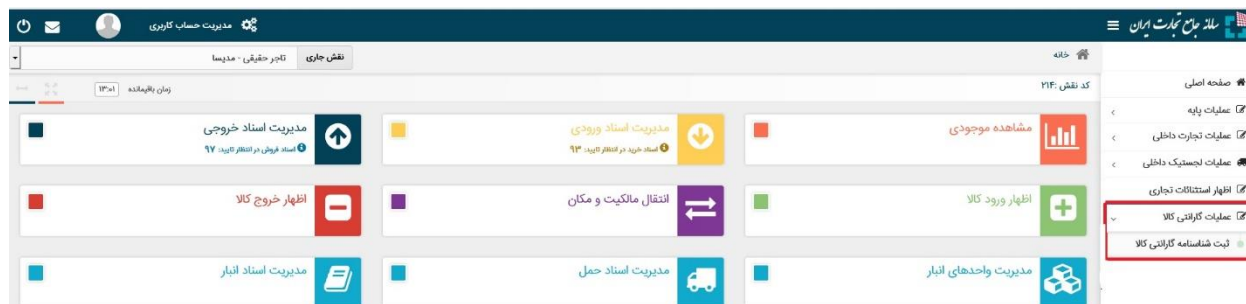 سامانه جامع تجارت ایران
مدیریت حساب کاربری
خانه
نقش جاری
تاجر حقیقی - مدیسا
کد نقش :۲۱۴
زمان باقیمانده
۱۳:۰۱
صفحه اصلی
عملیات پایه
عملیات تجارت داخلی
عملیات لجستیک داخلی
اظهار استثنائات تجاری
عملیات گارانتی کالا
ثبت شناسنامه گارانتی کالا
مشاهده موجودی
مدیریت اسناد ورودی
اسناد خرید در انتظار تایید: ۹۳
مدیریت اسناد خروجی
اسناد فروش در انتظار تایید: ۹۷
اظهار ورود کالا
انتقال مالکیت و مکان
اظهار خروج کالا
مدیریت واحدهای انبار
مدیریت اسناد حمل
مدیریت اسناد انبار